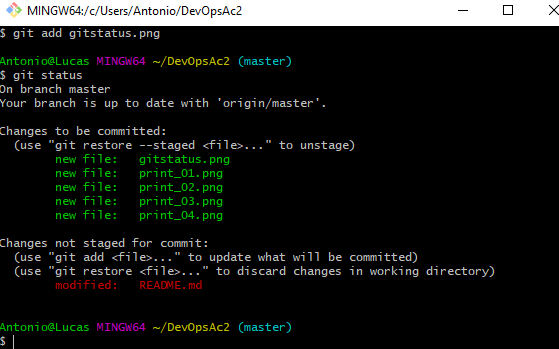 MINGW64:/c/Users/Antonio/DevOpsAc2
$ git add gitstatus.png
Antonio@Lucas MINGW64 ~/DevOpsAc2 (master)
$ git status
On branch master
Your branch is up to date with 'origin/master'.
Changes to be committed:
(use "git restore --staged <file>..." to unstage)
new file: gitstatus.png
new file: print_01.png
new file: print_02.png
new file: print_03.png
new file: print_04.png
Changes not staged for commit:
(use "git add <file>..." to update what will be committed)
(use "git restore <file>..." to discard changes in working directory)
modified: README.md
Antonio@Lucas MINGW64 ~/DevOpsAc2 (master)
$